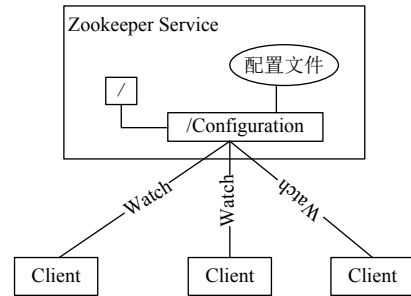 Zookeeper Service
配置文件
/
/Configuration
Watch
Watch
Watch
Client
Client
Client